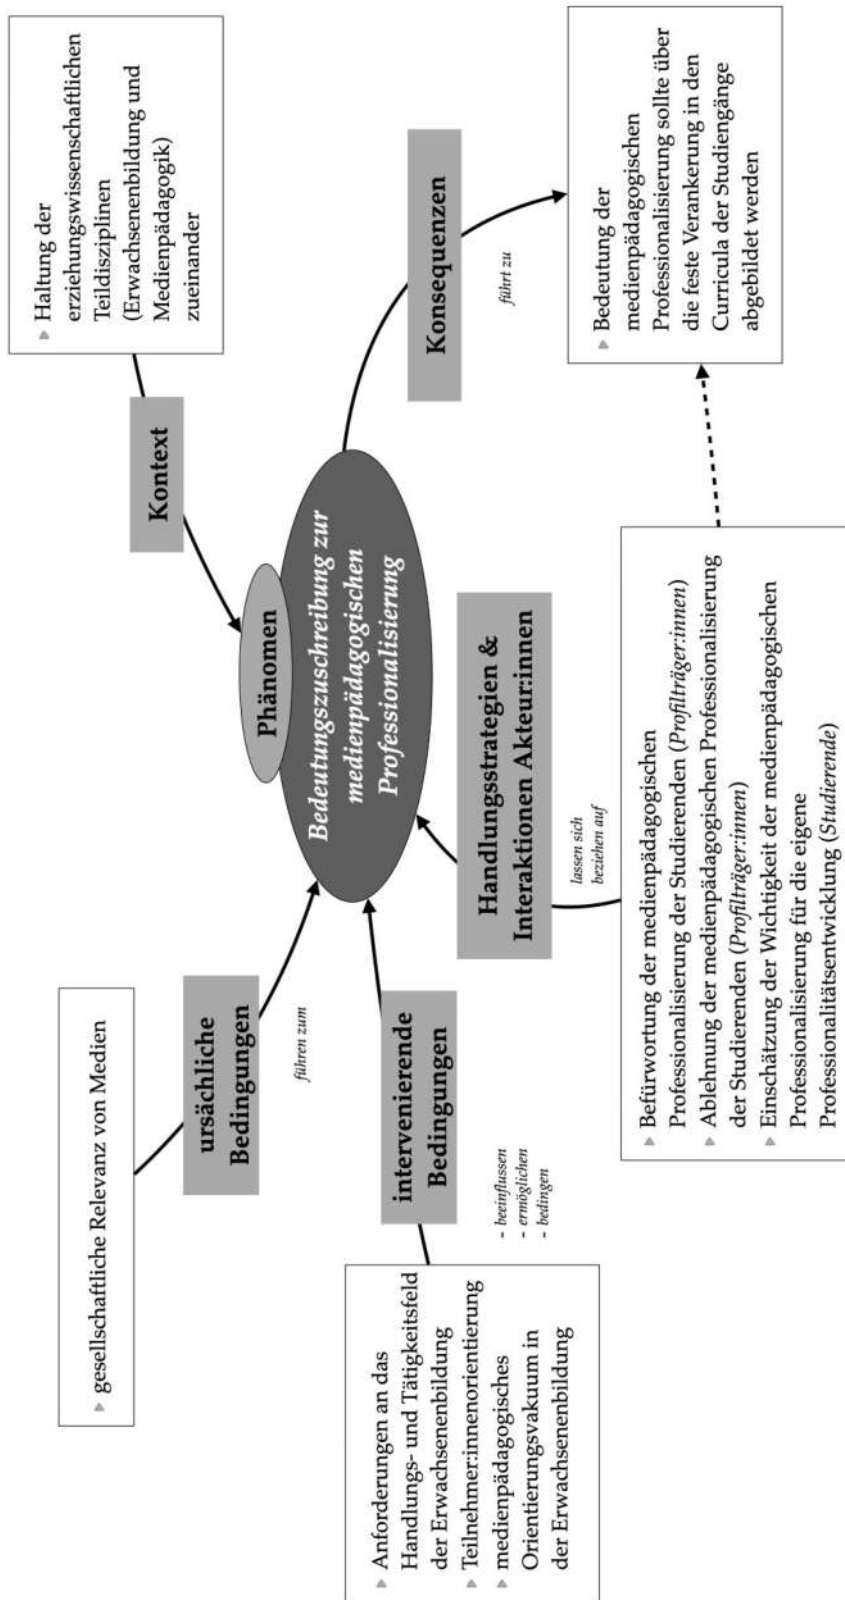 ▹ gesellschaftliche Relevanz von Medien
ursächliche
Bedingungen
führen zum
▹ Haltung der
erziehungswissenschaftlichen
Teildisziplinen
(Erwachsenenbildung und
Medienpädagogik)
zueinander
Kontext
Phänomen
Bedeutungszuschreibung zur
medienpädagogischen
Professionalisierung
▹ Anforderungen an das
Handlungs- und Tätigkeitsfeld
der Erwachsenenbildung
▹ Teilnehmer:innenorientierung
▹ medienpädagogisches
Orientierungsvakuum in
der Erwachsenenbildung
intervenierende
Bedingungen
- beeinflussen
- ermöglichen
- bedingen
Handlungsstrategien &
Interaktionen Akteur:innen
lassen sich
beziehen auf
▹ Befürwortung der medienpädagogischen
Professionalisierung der Studierenden (Profilträger:innen)
▹ Ablehnung der medienpädagogischen Professionalisierung
der Studierenden (Profilträger:innen)
▹ Einschätzung der Wichtigkeit der medienpädagogischen
Professionalisierung für die eigene
Professionalitätsentwicklung (Studierende)
Konsequenzen
führt zu
▹ Bedeutung der
medienpädagogischen
Professionalisierung sollte über
die feste Verankerung in den
Curricula der Studiengänge
abgebildet werden